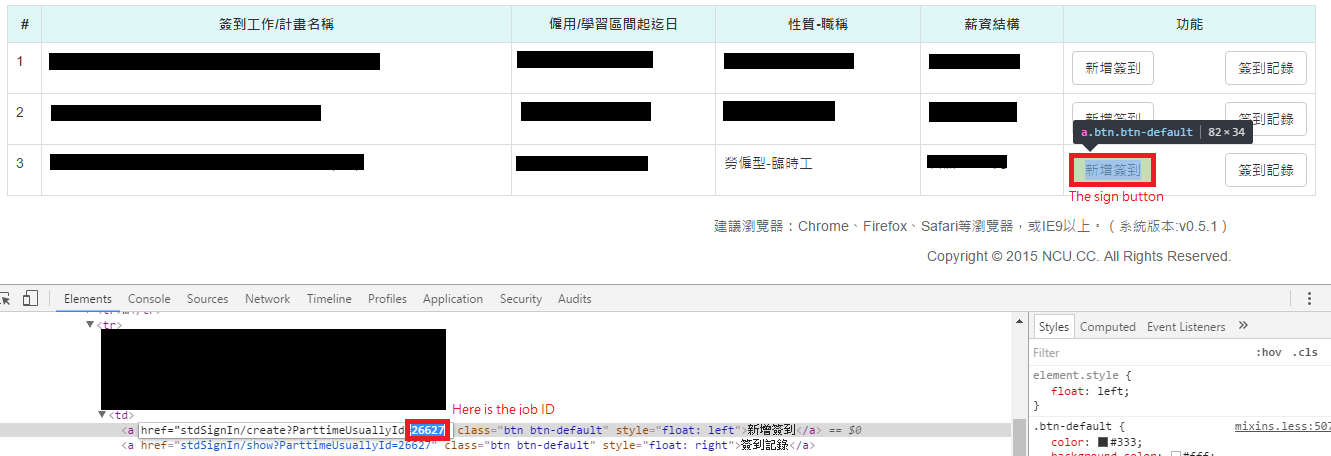 # 簽到工作/計畫名稱 僱用/學習區間起迄日 性質-職稱 薪資結構 功能
1 新增簽到 簽到記錄
2 新增簽到 簽到記錄
a.btn.btn-default 82 × 34
3 勞僱型-臨時工 新增簽到 簽到記錄
The sign button
建議瀏覽器：Chrome、Firefox、Safari等瀏覽器，或IE9以上。（系統版本:v0.5.1）
Copyright © 2015 NCU.CC. All Rights Reserved.
Elements Console Sources Network Timeline Profiles Application Security Audits
Styles Computed Event Listeners »
▼<tr>
Filter :hov .cls
element.style {
float: left;
}
▼<td>
Here is the job ID
<a href="stdSignIn/create?ParttimeUsuallyId 26627 class="btn btn-default" style="float: left">新增簽到</a> == $0
<a href="stdSignIn/show?ParttimeUsuallyId=26627" class="btn btn-default" style="float: right">簽到記錄</a>
.btn-default { mixins.less:507
color: #333;
background-color: #fff;